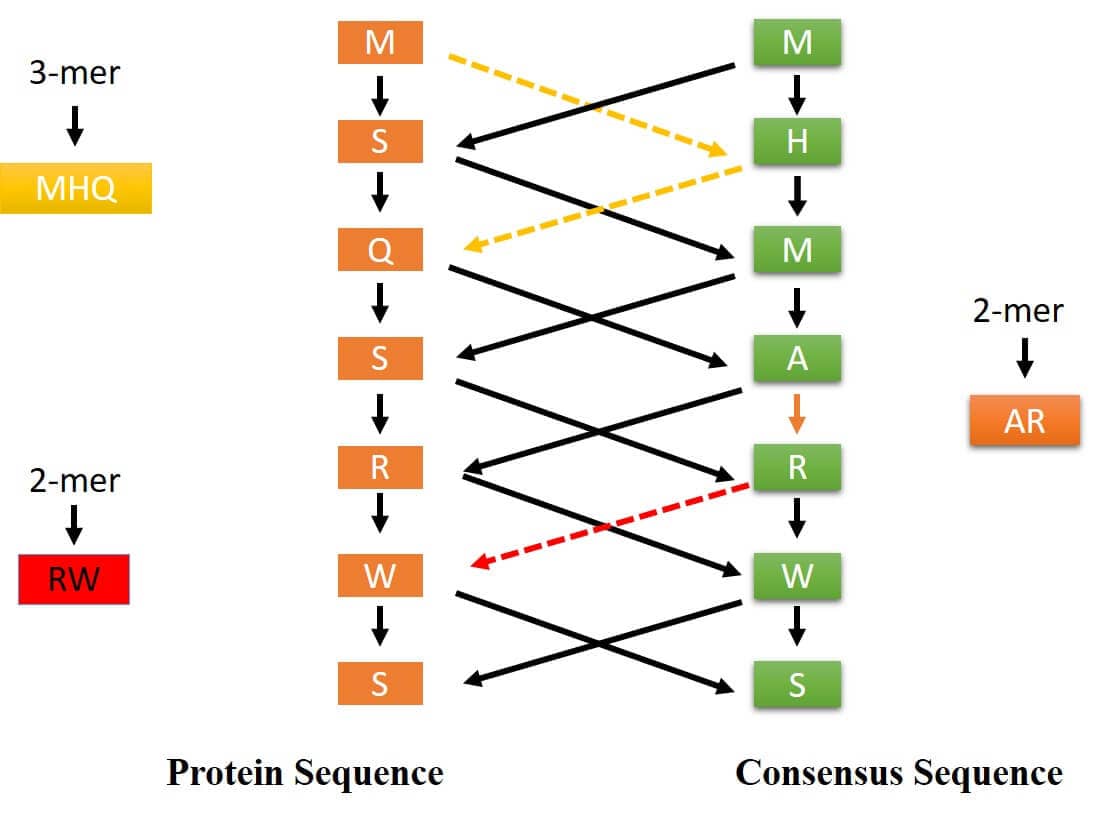 3-mer
MHQ
2-mer
RW
M
S
Q
S
R
W
S
M
H
M
A
R
W
S
2-mer
AR
Protein Sequence
Consensus Sequence